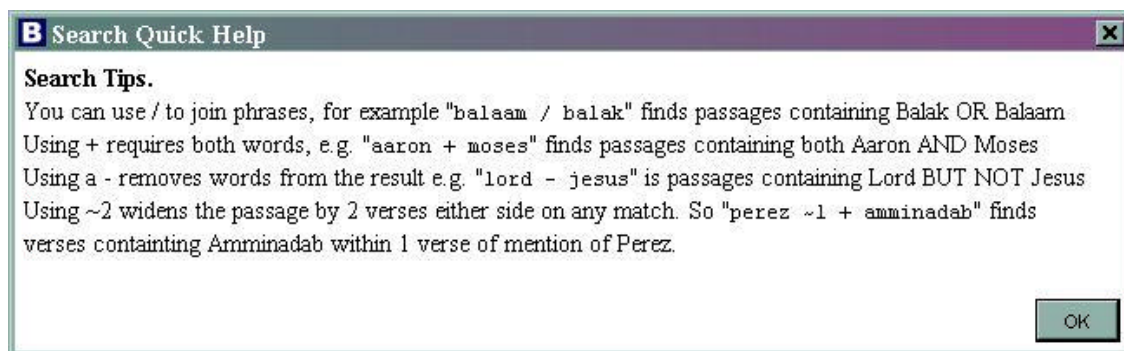 B Search Quick Help
Search Tips.
You can use / to join phrases, for example "balaam / balak" finds passages containing Balak OR Balaam
Using + requires both words, e.g. "aaron + moses" finds passages containing both Aaron AND Moses
Using a - removes words from the result e.g. "lord - jesus" is passages containing Lord BUT NOT Jesus
Using ~2 widens the passage by 2 verses either side on any match. So "perez ~1 + amminadab" finds
verses containting Amminadab within 1 verse of mention of Perez.
OK